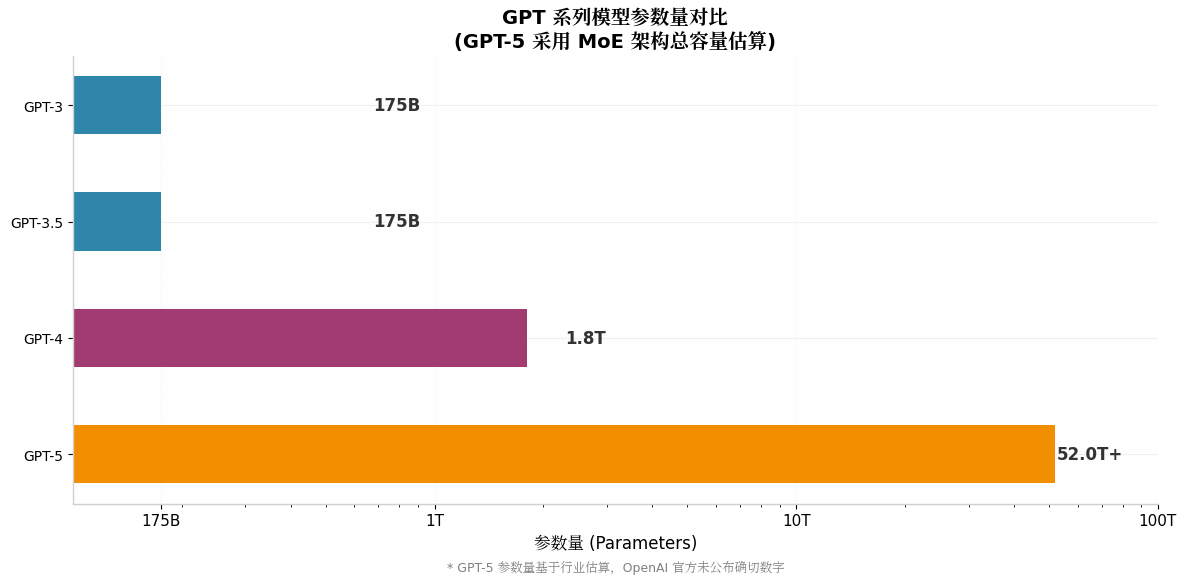 GPT 系列模型参数量对比
(GPT-5 采用 MoE 架构总容量估算)
GPT-3
175B
GPT-3.5
175B
GPT-4
1.8T
GPT-5
52.0T+
175B
1T
10T
100T
参数量 (Parameters)
* GPT-5 参数量基于行业估算，OpenAI 官方未公布确切数字